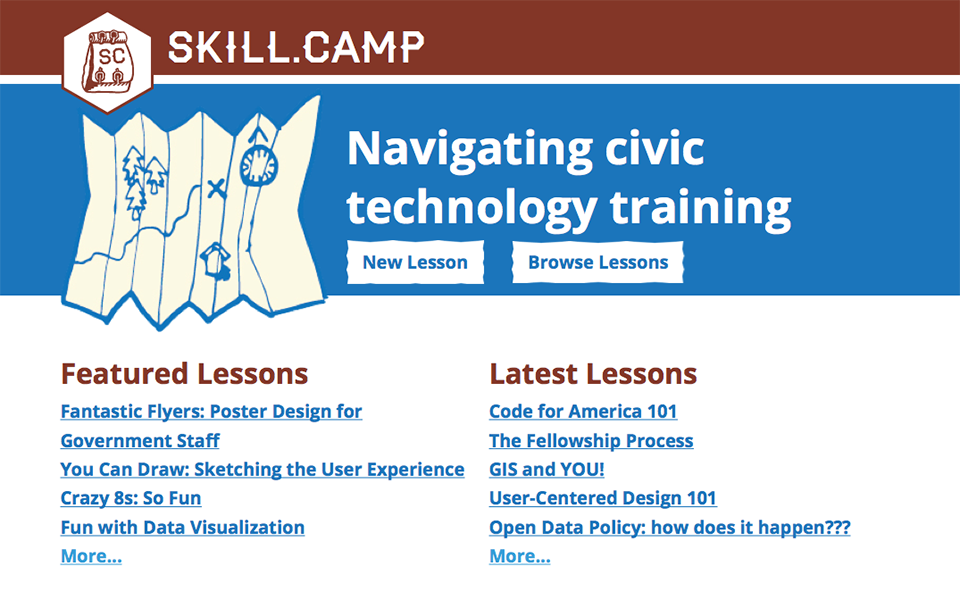 SC
SKILL.CAMP
Navigating civic
technology training
New Lesson
Browse Lessons
Featured Lessons
Fantastic Flyers: Poster Design for
Government Staff
You Can Draw: Sketching the User Experience
Crazy 8s: So Fun
Fun with Data Visualization
More...
Latest Lessons
Code for America 101
The Fellowship Process
GIS and YOU!
User-Centered Design 101
Open Data Policy: how does it happen???
More...